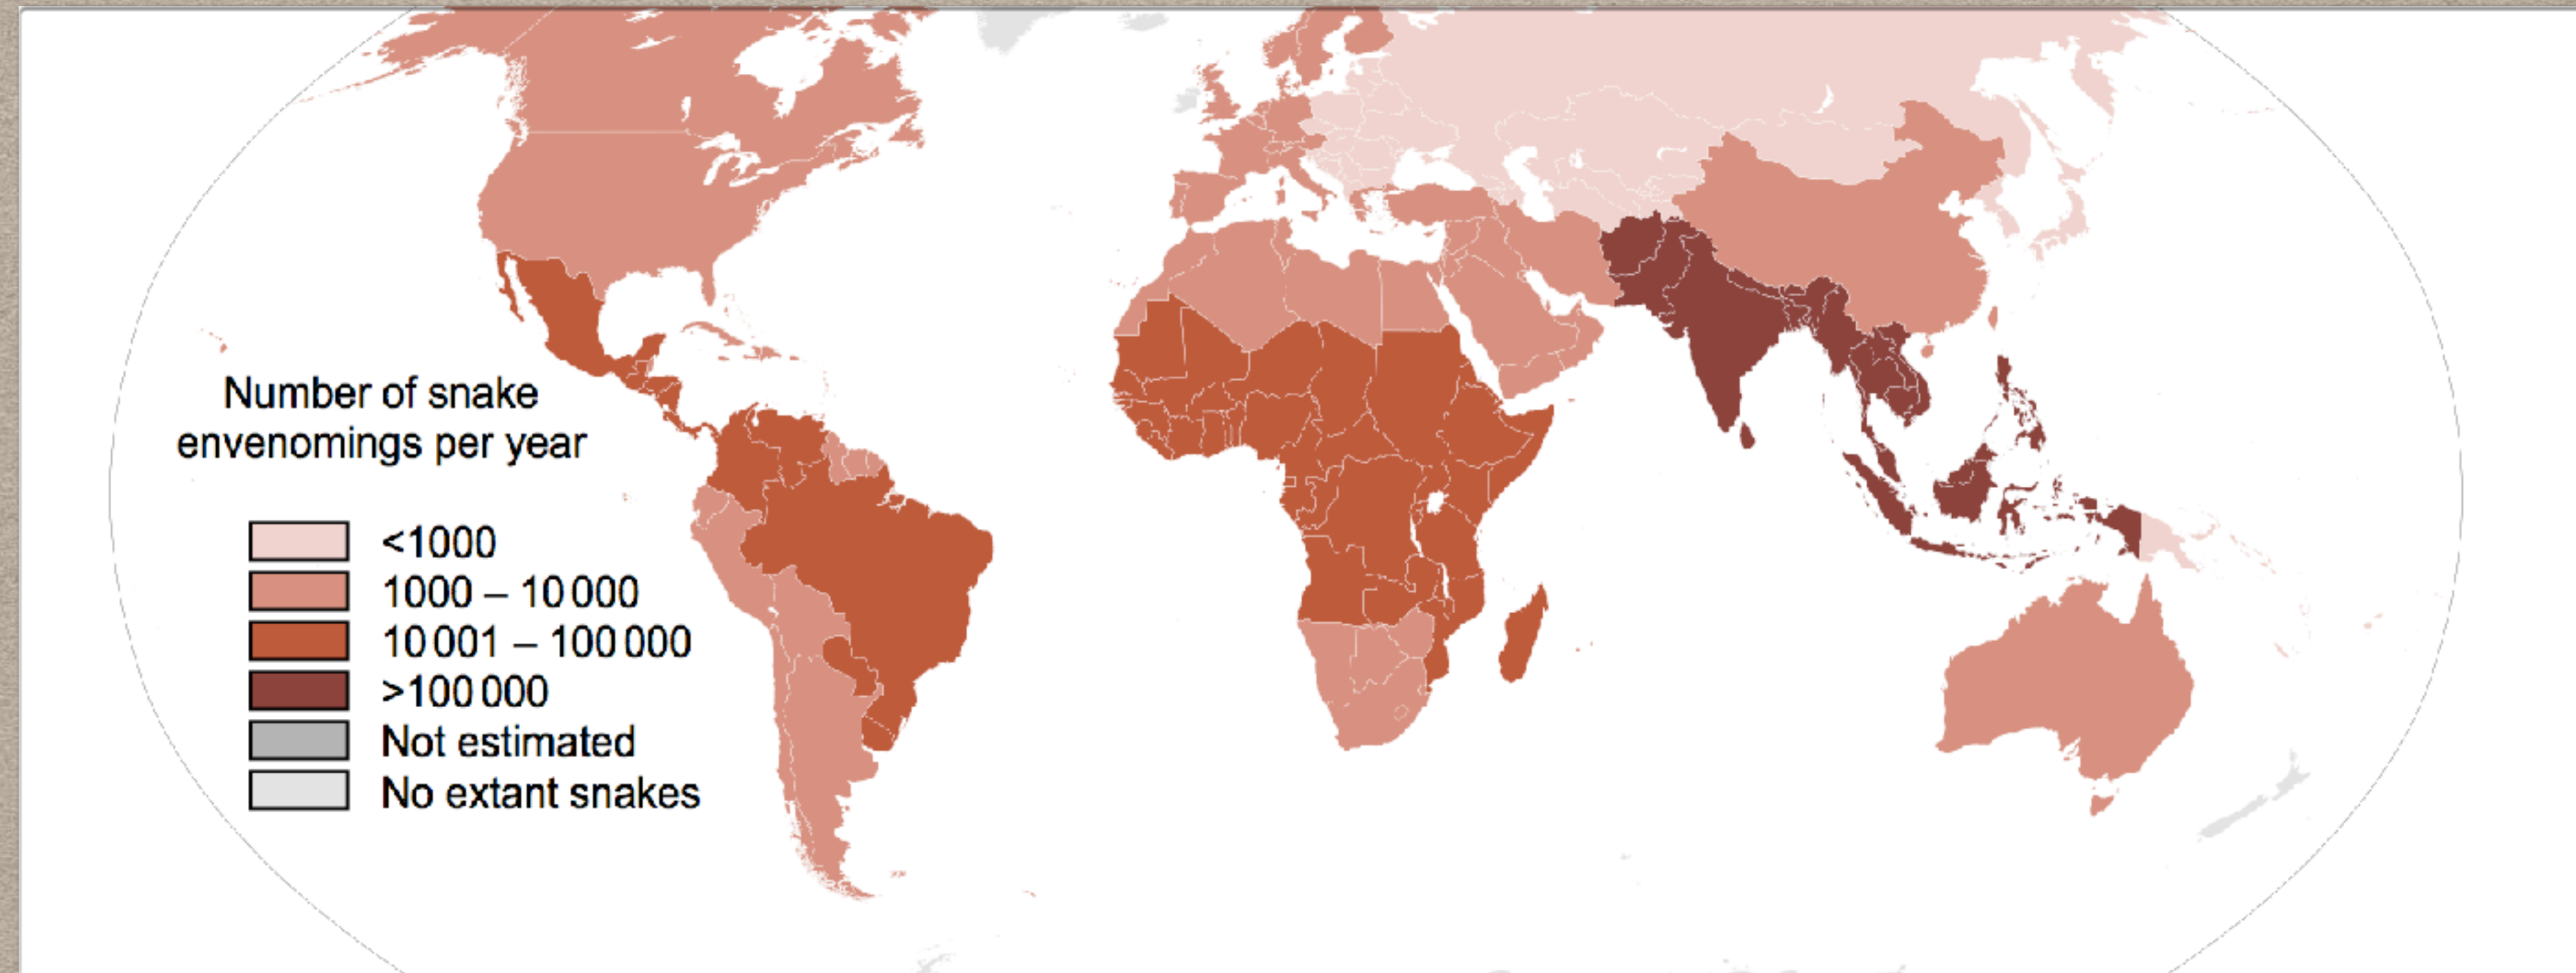 Number of snake
envenomings per year
<1000
1000 – 10 000
10 001 – 100 000
>100 000
Not estimated
No extant snakes